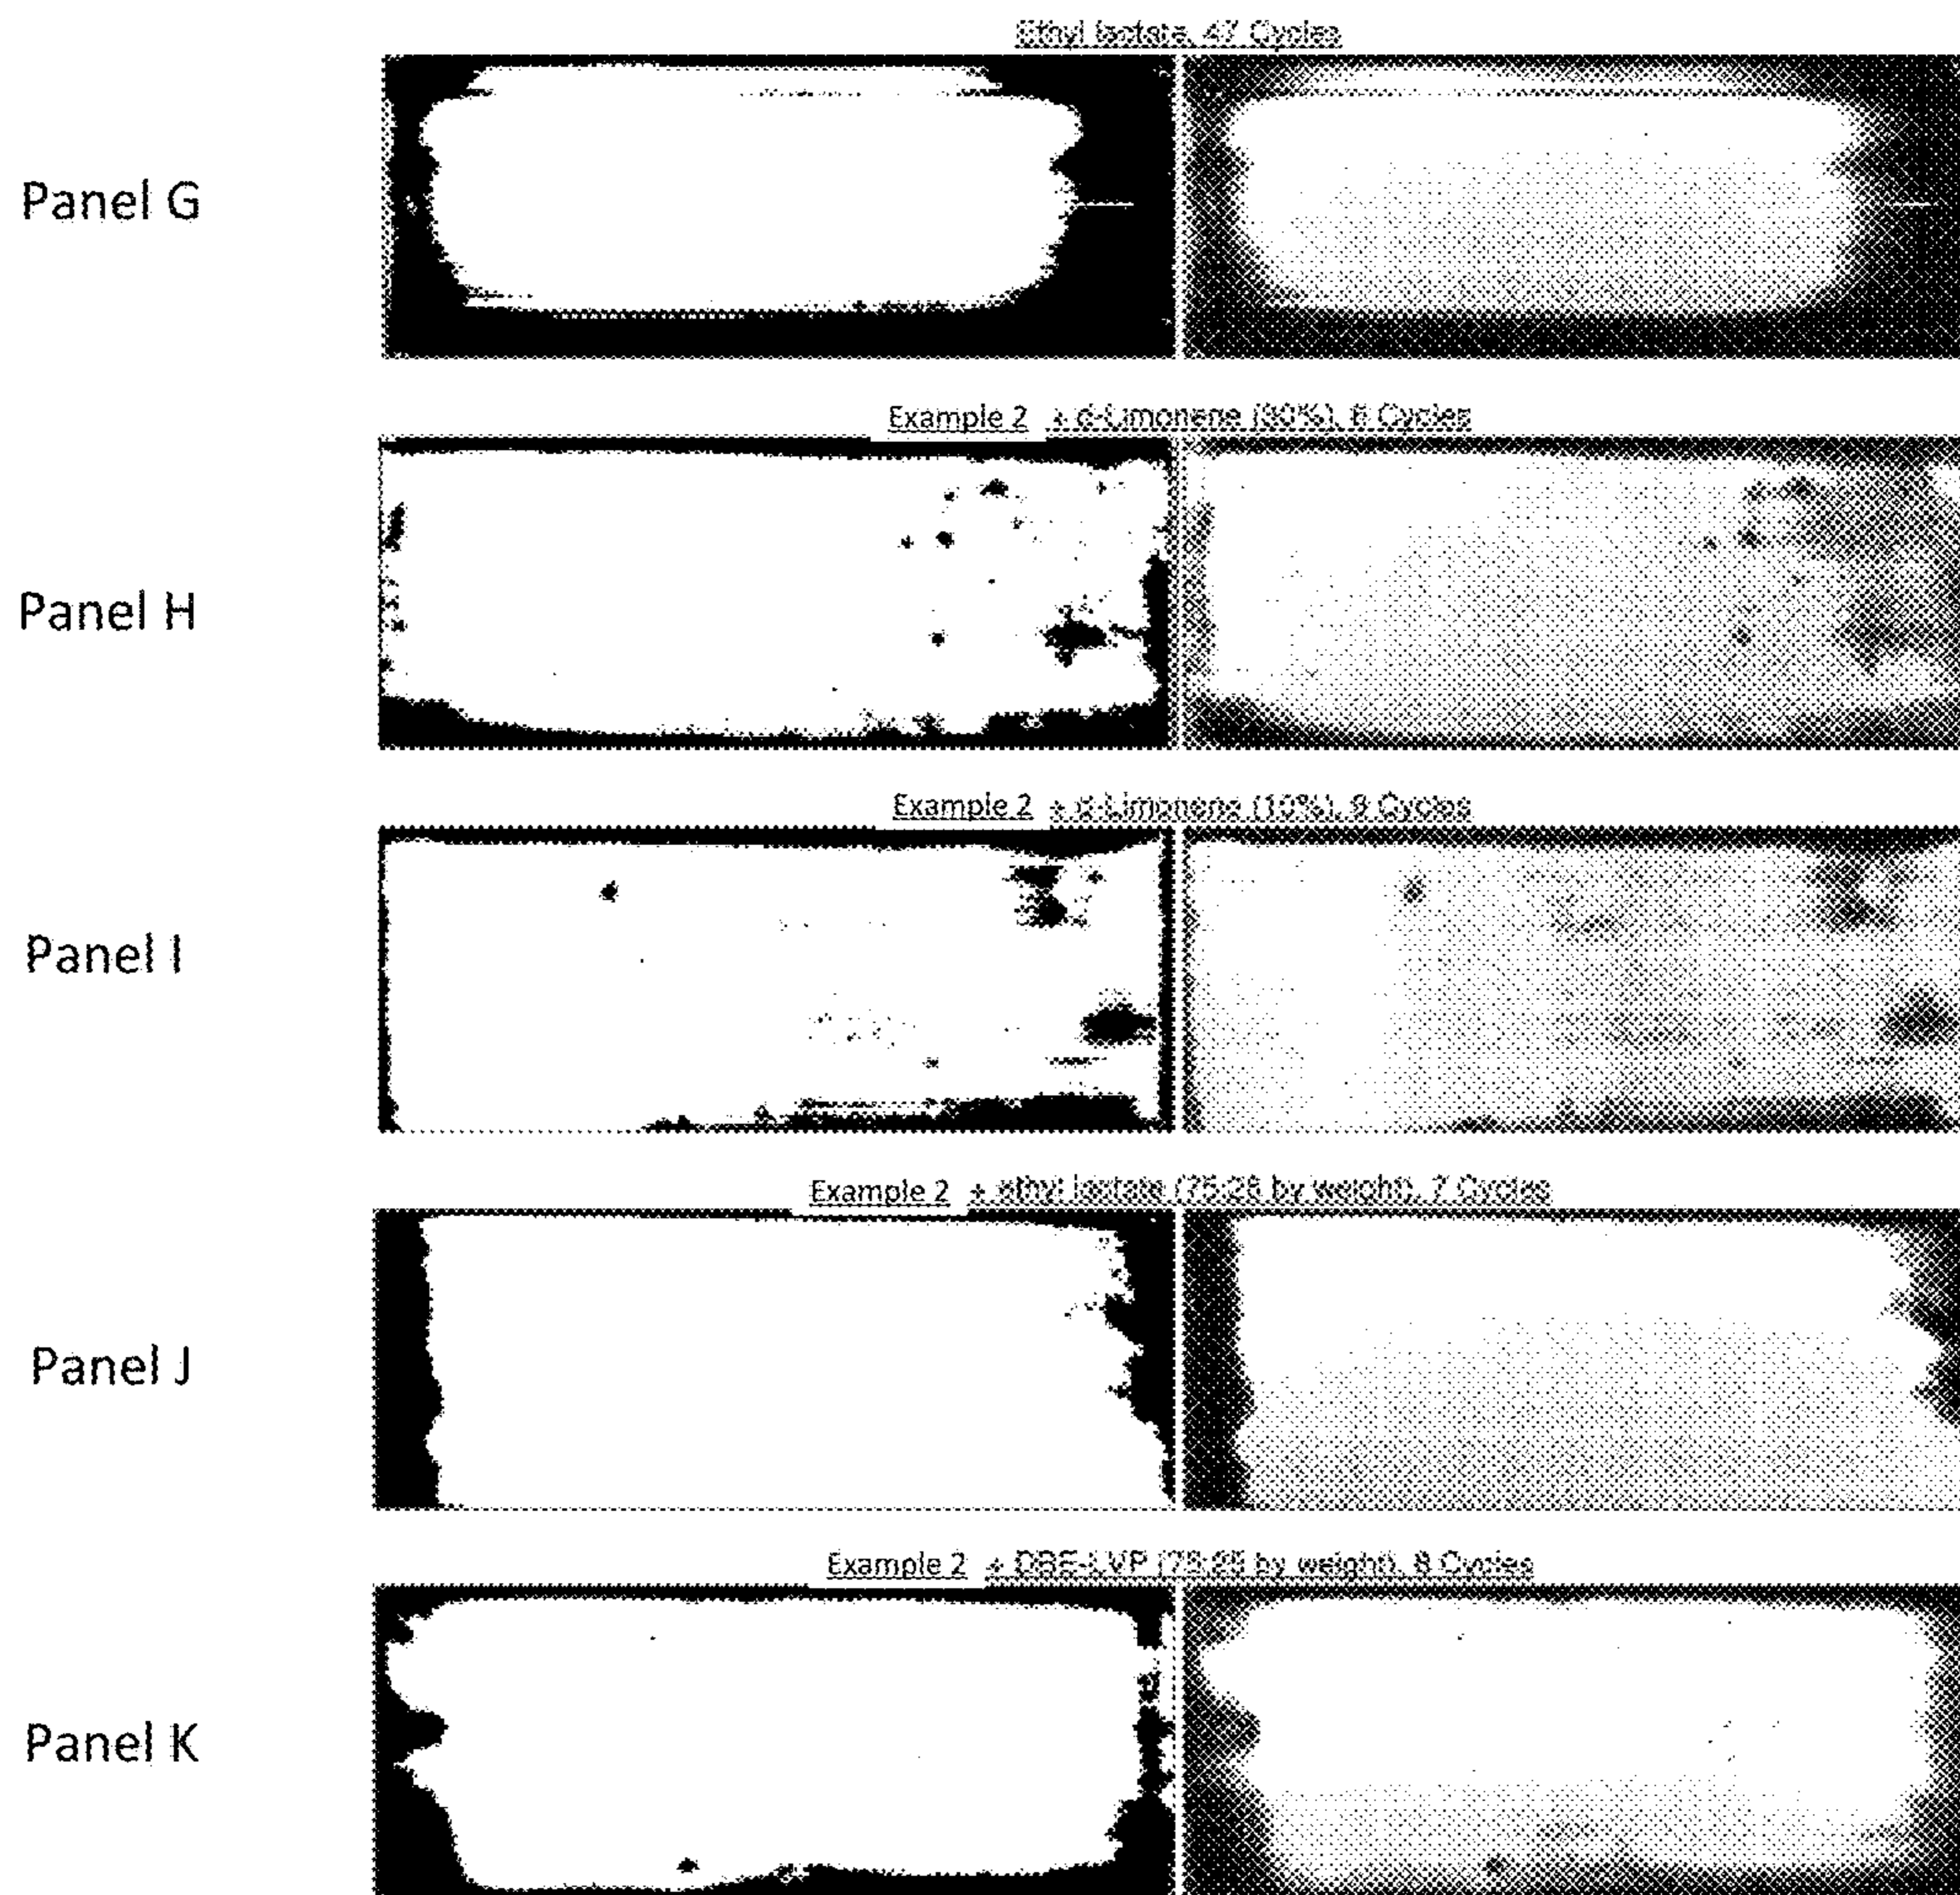 Ethyl lactate, 47 Cycles
Panel G
Example 2 + d-Limonene (30%), 6 Cycles
Panel H
Example 2 + d-Limonene (10%), 9 Cycles
Panel I
Example 2 + ethyl lactate (75:25 by weight), 7 Cycles
Panel J
Example 2 + DBE-LVP (75:25 by weight), 8 Cycles
Panel K